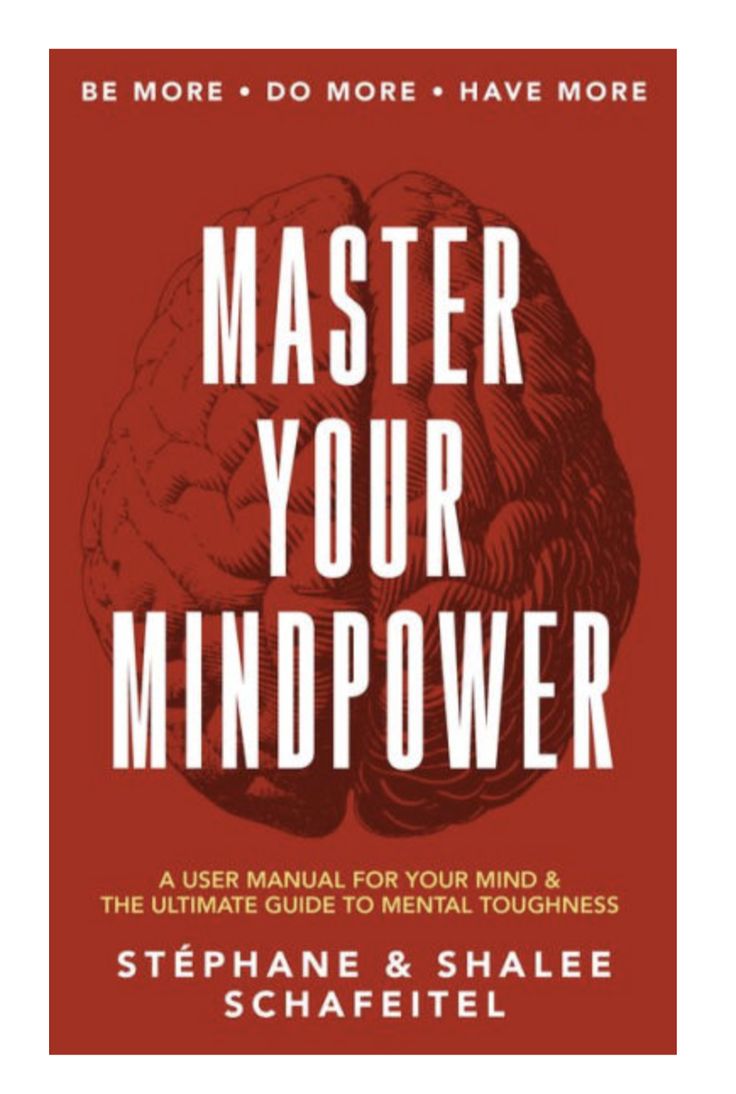 BE MORE • DO MORE • HAVE MORE
MASTER
YOUR
MINDPOWER
A USER MANUAL FOR YOUR MIND &
THE ULTIMATE GUIDE TO MENTAL TOUGHNESS
STÉPHANE & SHALEE
SCHAFEITEL